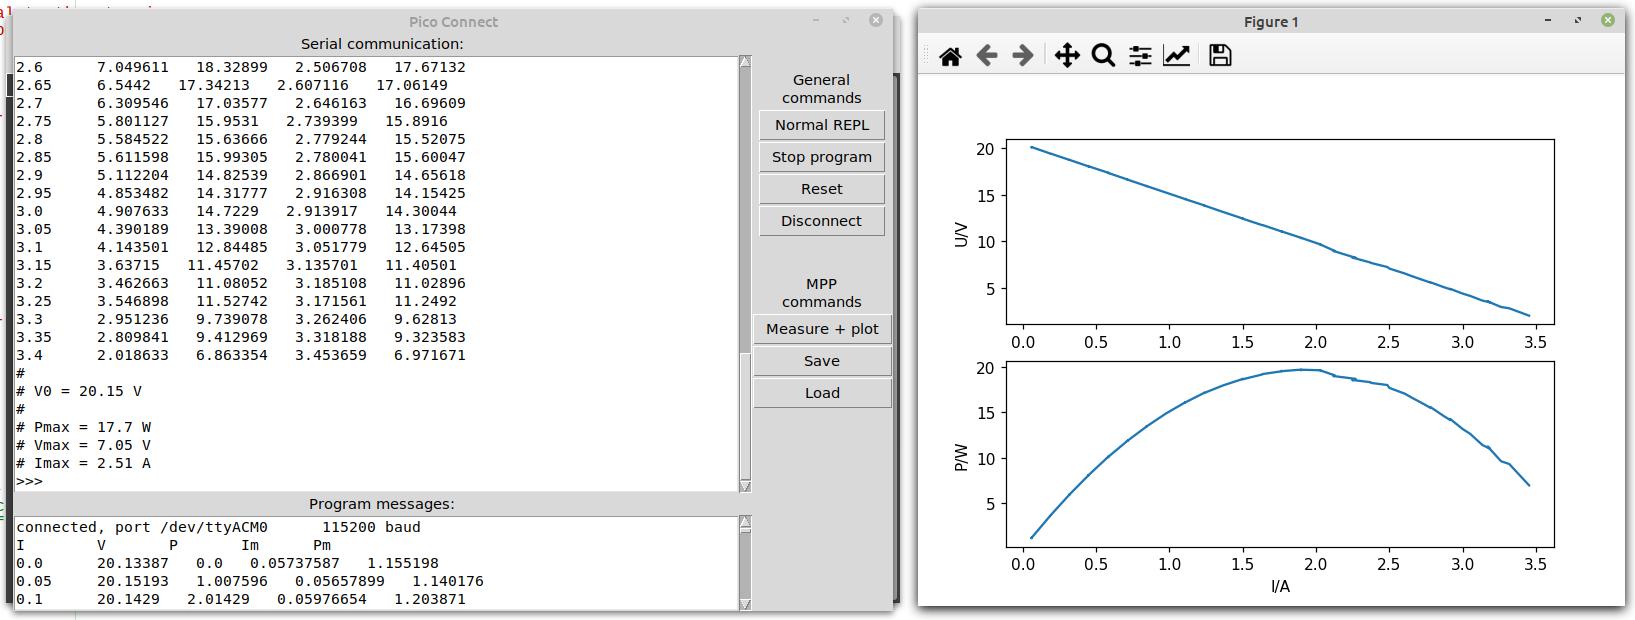 Pico Connect
Serial communication:
2.6 7.049611 18.32899 2.506708 17.67132
2.65 6.5442 17.34213 2.607116 17.06149
2.7 6.309546 17.03577 2.646163 16.69609
2.75 5.801127 15.9531 2.739399 15.8916
2.8 5.584522 15.63666 2.779244 15.52075
2.85 5.611598 15.99305 2.780041 15.60047
2.9 5.112204 14.82539 2.866901 14.65618
2.95 4.853482 14.31777 2.916308 14.15425
3.0 4.907633 14.7229 2.913917 14.30044
3.05 4.390189 13.39008 3.000778 13.17398
3.1 4.143501 12.84485 3.051779 12.64505
3.15 3.63715 11.45702 3.135701 11.40501
3.2 3.462663 11.08052 3.185108 11.02896
3.25 3.546898 11.52742 3.171561 11.2492
3.3 2.951236 9.739078 3.262406 9.62813
3.35 2.809841 9.412969 3.318188 9.323583
3.4 2.018633 6.863354 3.453659 6.971671
#
# V0 = 20.15 V
#
# Pmax = 17.7 W
# Vmax = 7.05 V
# Imax = 2.51 A
>>>
General
commands
Normal REPL
Stop program
Reset
Disconnect
MPP
commands
Measure + plot
Save
Load
Program messages:
connected, port /dev/ttyACM0 115200 baud
I V P Im Pm
0.0 20.13387 0.0 0.05737587 1.155198
0.05 20.15193 1.007596 0.05657899 1.140176
0.1 20.1429 2.01429 0.05976654 1.203871
Figure 1
U/V
20
15
10
5
0.0 0.5 1.0 1.5 2.0 2.5 3.0 3.5
P/W
20
15
10
5
0.0 0.5 1.0 1.5 2.0 2.5 3.0 3.5
I/A